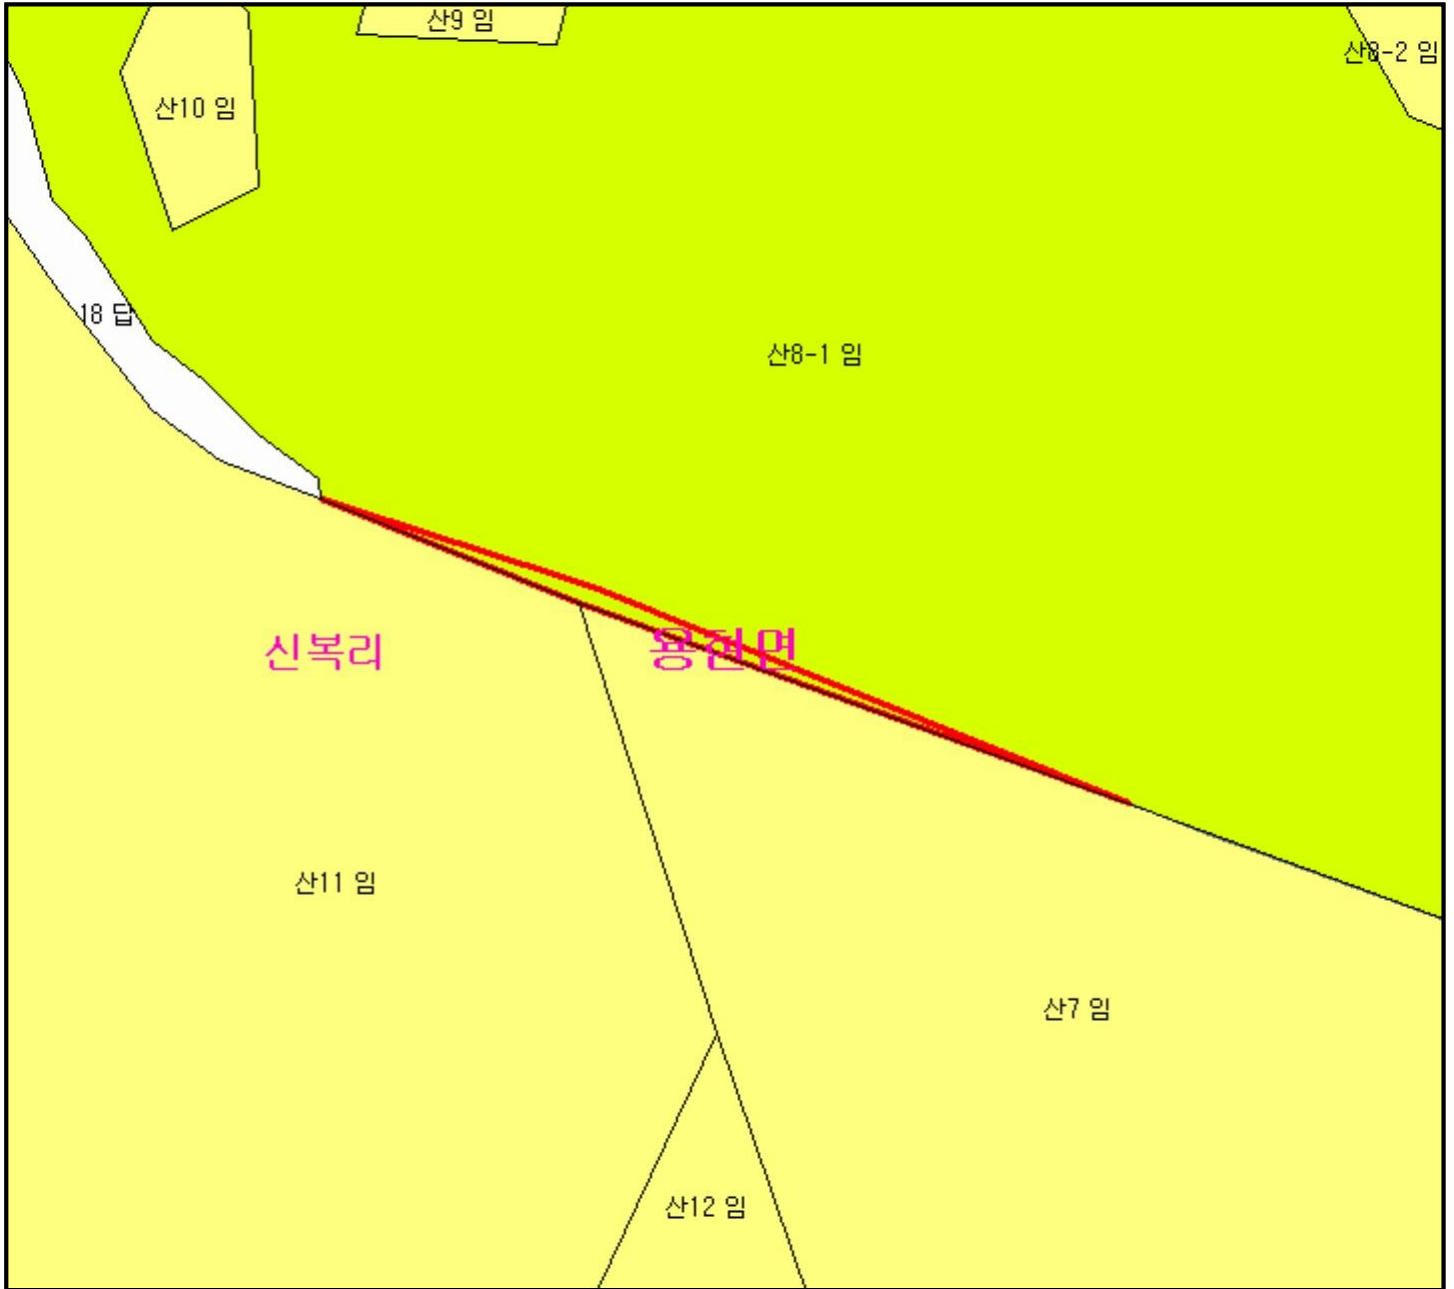 산9 임
산8-2 임
산10 임
18 답
산8-1 임
신복리
용현면
산11 임
산7 임
산12 임